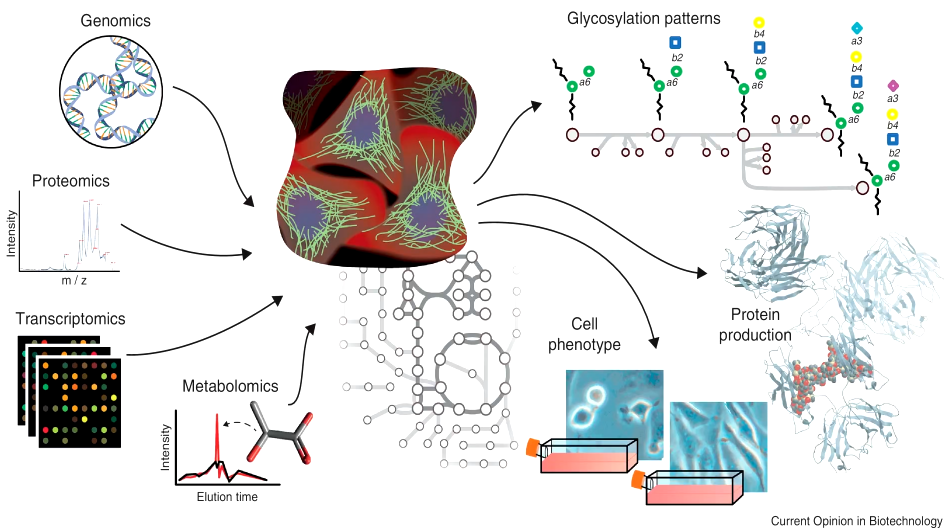 Genomics
Proteomics
Intensity
m / z
Transcriptomics
Metabolomics
Intensity
Elution time
Glycosylation patterns
a6
b2
a6
b4
b2
a6
a3
b4
b2
a6
a3
b4
b2
a6
Cell
phenotype
Protein
production
Current Opinion in Biotechnology